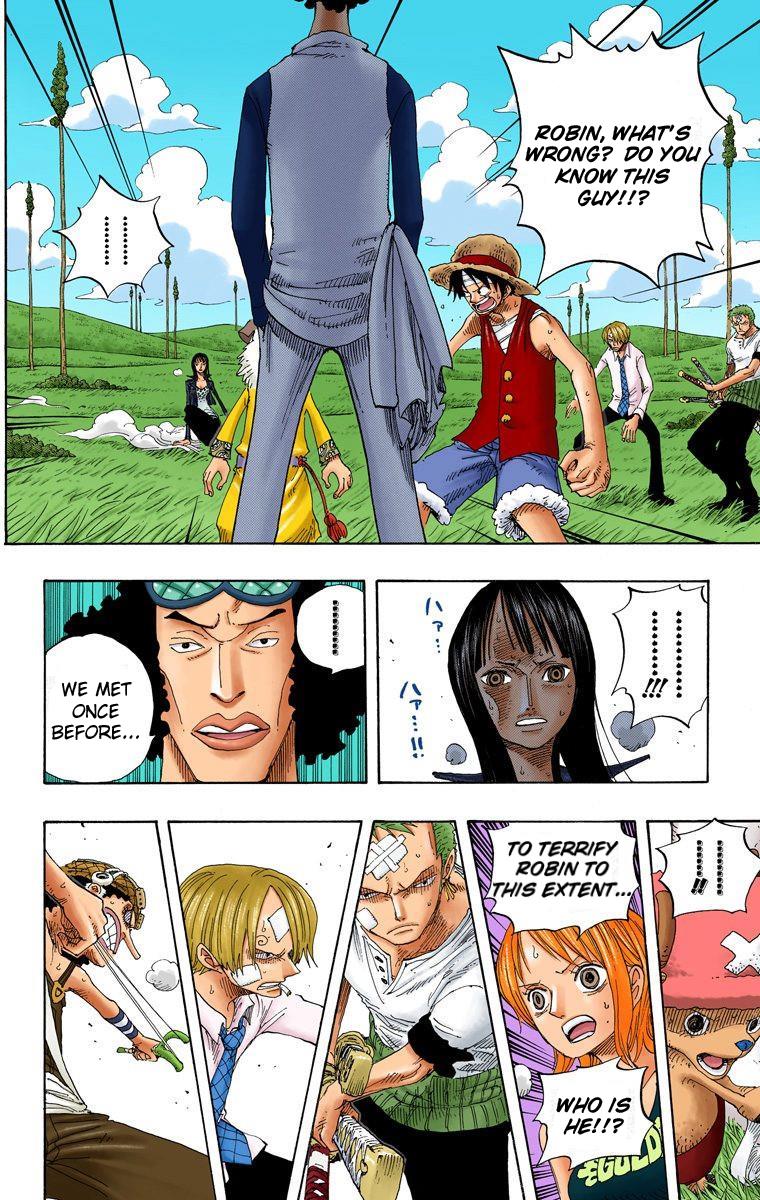 ROBIN, WHAT'S
WRONG? DO YOU
KNOW THIS
GUY!!?
WE MET
ONCE
BEFORE...
ハァ…
ハァ…!!
!!!
TO TERRIFY
ROBIN TO
THIS EXTENT...
WHO IS
HE!!?
!!